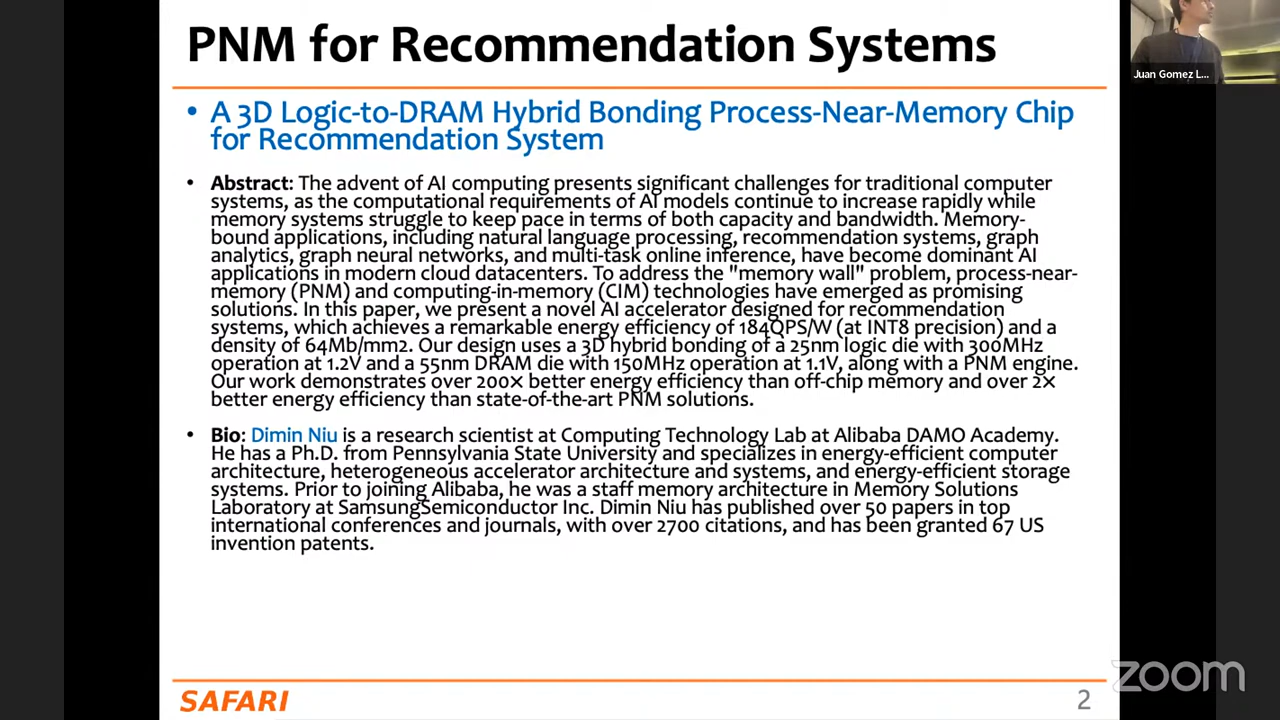 PNM for Recommendation Systems
Juan Gomez L...
• A 3D Logic-to-DRAM Hybrid Bonding Process-Near-Memory Chip
for Recommendation System
• Abstract: The advent of AI computing presents significant challenges for traditional computer
systems, as the computational requirements of AI models continue to increase rapidly while
memory systems struggle to keep pace in terms of both capacity and bandwidth. Memory-
bound applications, including natural language processing, recommendation systems, graph
analytics, graph neural networks, and multi-task online inference, have become dominant AI
applications in modern cloud datacenters. To address the "memory wall" problem, process-near-
memory (PNM) and computing-in-memory (CIM) technologies have emerged as promising
solutions. In this paper, we present a novel AI accelerator designed for recommendation
systems, which achieves a remarkable energy efficiency of 184QPS/W (at INT8 precision) and a
density of 64Mb/mm2. Our design uses a 3D hybrid bonding of a 25nm logic die with 300MHz
operation at 1.2V and a 55nm DRAM die with 150MHz operation at 1.1V, along with a PNM engine.
Our work demonstrates over 200× better energy efficiency than off-chip memory and over 2×
better energy efficiency than state-of-the-art PNM solutions.
• Bio: Dimin Niu is a research scientist at Computing Technology Lab at Alibaba DAMO Academy.
He has a Ph.D. from Pennsylvania State University and specializes in energy-efficient computer
architecture, heterogeneous accelerator architecture and systems, and energy-efficient storage
systems. Prior to joining Alibaba, he was a staff memory architecture in Memory Solutions
Laboratory at SamsungSemiconductor Inc. Dimin Niu has published over 50 papers in top
international conferences and journals, with over 2700 citations, and has been granted 67 US
invention patents.
SAFARI
2
zoom